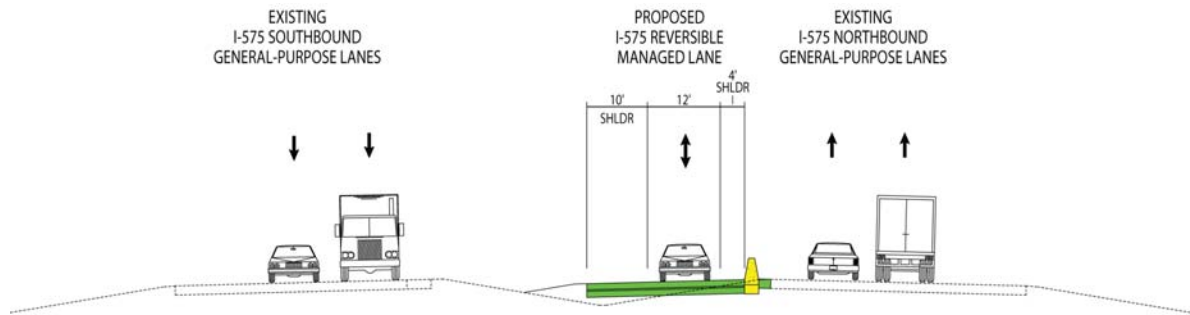 EXISTING
I-575 SOUTHBOUND
GENERAL-PURPOSE LANES
PROPOSED
I-575 REVERSIBLE
MANAGED LANE
EXISTING
I-575 NORTHBOUND
GENERAL-PURPOSE LANES
4'
SHLDR
10'
12'
SHLDR